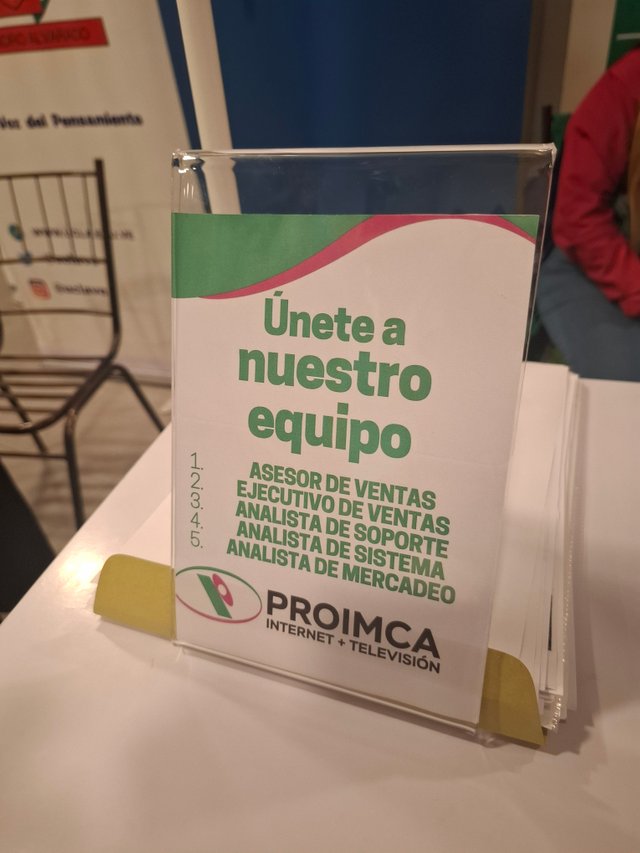 del Pensamiento
Únete a
nuestro
equipo
1. ASESOR DE VENTAS
2. EJECUTIVO DE VENTAS
3. ANALISTA DE SOPORTE
4. ANALISTA DE SISTEMA
5. ANALISTA DE MERCADEO
PROIMCA
INTERNET + TELEVISIÓN